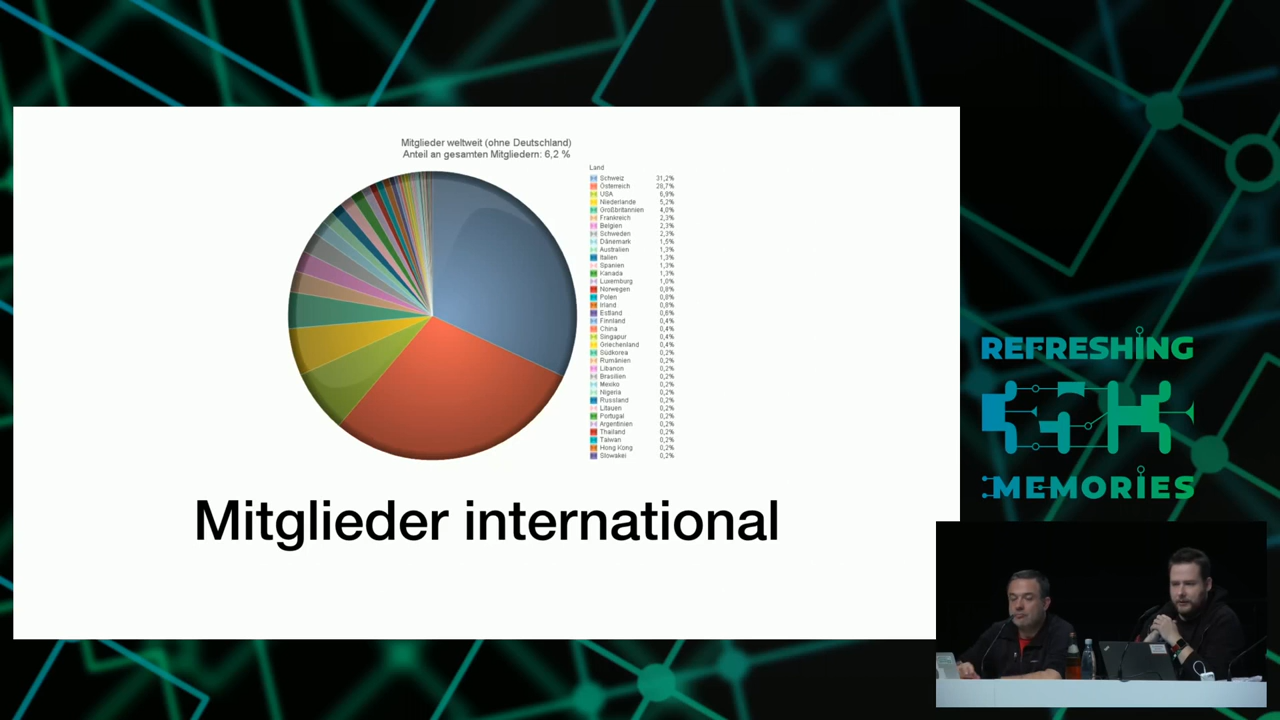 Mitglieder weltweit (ohne Deutschland)
Anteil an gesamten Mitgliedern: 6,2 %
Land
Schweiz 31,2%
Österreich 28,7%
USA 6,9%
Niederlande 5,2%
Großbritannien 4,0%
Frankreich 2,3%
Belgien 2,3%
Schweden 2,3%
Dänemark 1,5%
Australien 1,3%
Italien 1,3%
Spanien 1,3%
Kanada 1,3%
Luxemburg 1,0%
Norwegen 0,8%
Polen 0,8%
Irland 0,8%
Estland 0,6%
Finnland 0,4%
China 0,4%
Singapur 0,4%
Griechenland 0,4%
Südkorea 0,2%
Rumänien 0,2%
Libanon 0,2%
Brasilien 0,2%
Mexiko 0,2%
Nigeria 0,2%
Russland 0,2%
Litauen 0,2%
Portugal 0,2%
Argentinien 0,2%
Thailand 0,2%
Taiwan 0,2%
Hong Kong 0,2%
Slowakei 0,2%
Mitglieder international
REFRESHING
MEMORIES